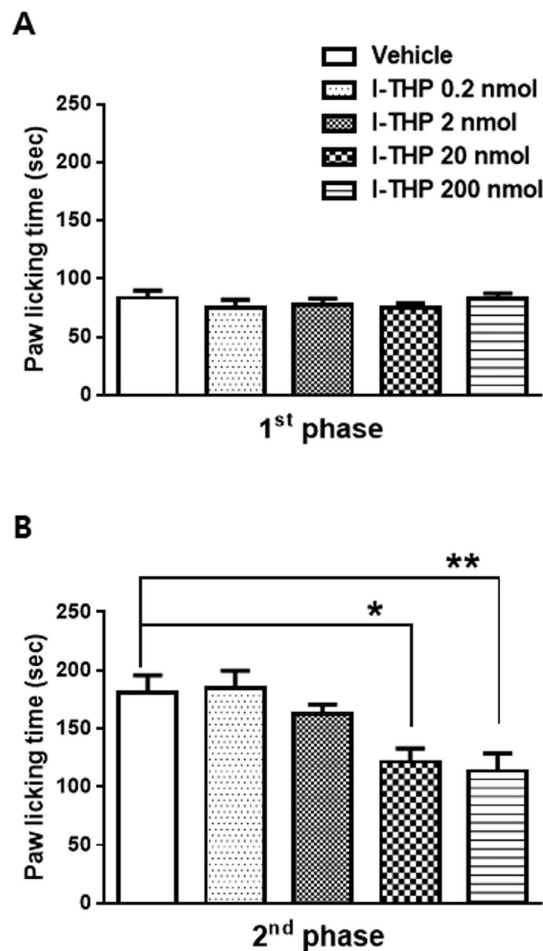 A
Vehicle
l-THP 0.2 nmol
l-THP 2 nmol
l-THP 20 nmol
l-THP 200 nmol
Paw licking time (sec)
250
200
150
100
50
0
1st phase
B
**
*
Paw licking time (sec)
250
200
150
100
50
0
2nd phase